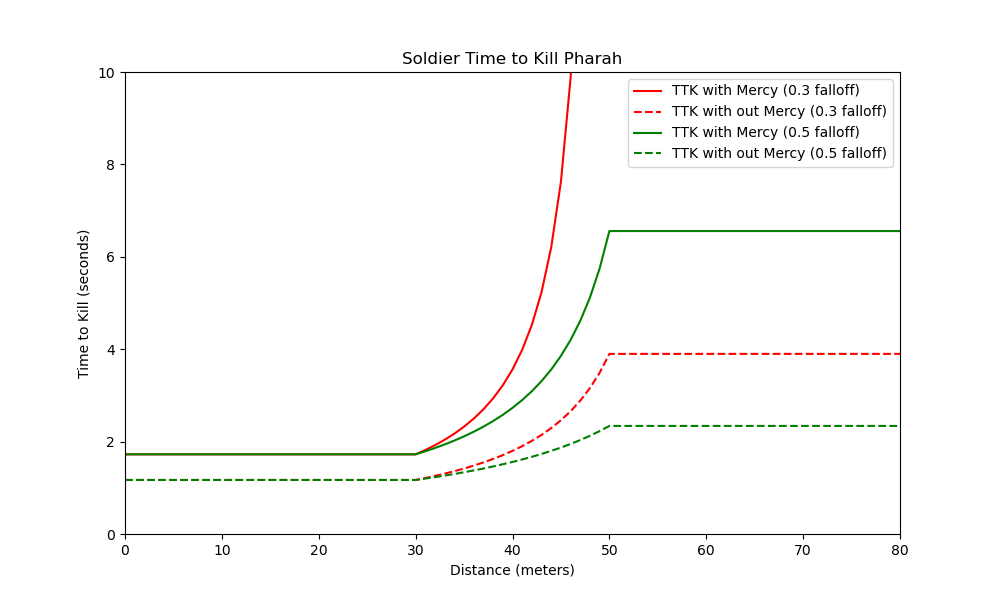 Soldier Time to Kill Pharah
TTK with Mercy (0.3 falloff)
TTK with out Mercy (0.3 falloff)
TTK with Mercy (0.5 falloff)
TTK with out Mercy (0.5 falloff)
Time to Kill (seconds)
10
8
6
4
2
0
0 10 20 30 40 50 60 70 80
Distance (meters)